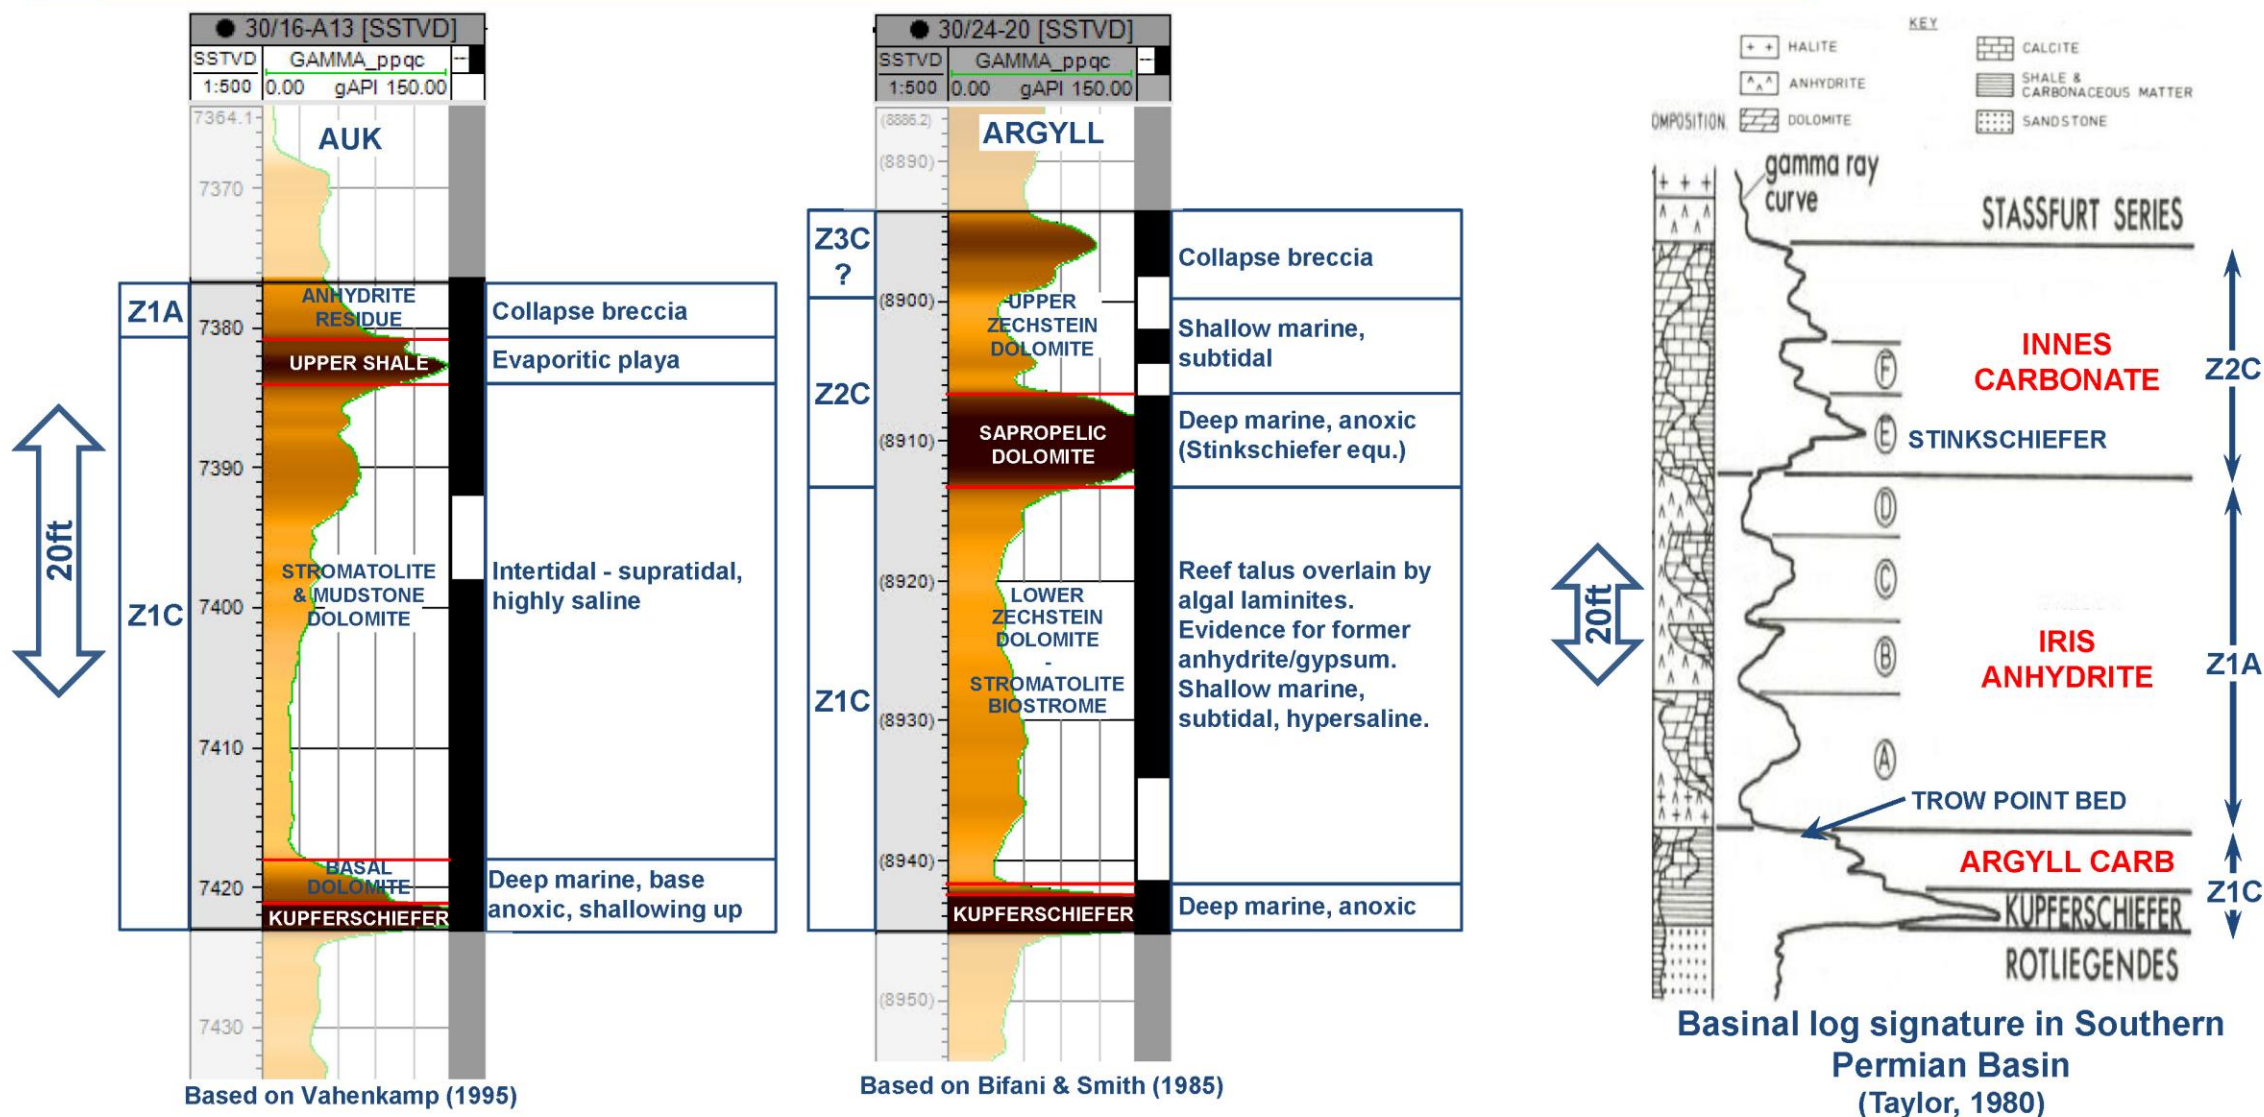 30/16-A13 [SSTVD]
SSTVD
GAMMA_ppqc
1:500
0.00 gAPI 150.00
7364.1
AUK
7370
7380
7390
7400
7410
7420
7430
Z1A
Z1C
20ft
ANHYDRITE
RESIDUE
UPPER SHALE
STROMATOLITE
& MUDSTONE
DOLOMITE
BASAL
DOLOMITE
KUPFERSCHIEFER
Collapse breccia
Evaporitic playa
Intertidal - supratidal,
highly saline
Deep marine, base
anoxic, shallowing up
Based on Vahenkamp (1995)
30/24-20 [SSTVD]
SSTVD
GAMMA_ppqc
1:500
0.00 gAPI 150.00
(8886.2)
ARGYLL
(8890)
(8900)
(8910)
(8920)
(8930)
(8940)
(8950)
Z3C
?
Z2C
Z1C
UPPER
ZECHSTEIN
DOLOMITE
SAPROPELIC
DOLOMITE
LOWER
ZECHSTEIN
DOLOMITE
-
STROMATOLITE
BIOSTROME
KUPFERSCHIEFER
Collapse breccia
Shallow marine,
subtidal
Deep marine, anoxic
(Stinkschiefer equ.)
Reef talus overlain by
algal laminites.
Evidence for former
anhydrite/gypsum.
Shallow marine,
subtidal, hypersaline.
Deep marine, anoxic
Based on Bifani & Smith (1985)
KEY
HALITE
ANHYDRITE
DOLOMITE
CALCITE
SHALE &
CARBONACEOUS MATTER
SANDSTONE
OMPOSITION
gamma ray
curve
STASSFURT SERIES
INNES
CARBONATE
Z2C
F
E
STINKSCHIEFER
D
C
B
A
20ft
IRIS
ANHYDRITE
Z1A
TROW POINT BED
ARGYLL CARB
Z1C
KUPFERSCHIEFER
ROTLIEGENDES
Basinal log signature in Southern
Permian Basin
(Taylor, 1980)